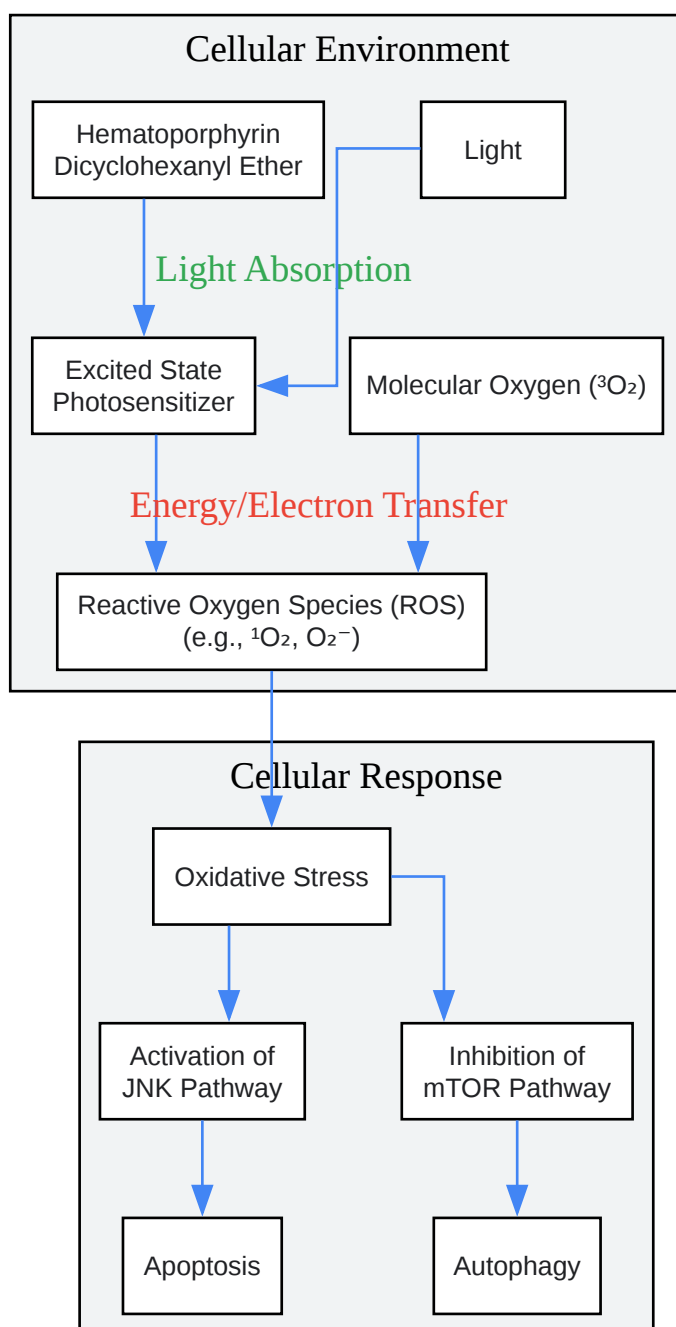 Cellular Environment
Hematoporphyrin
Dicyclohexanyl Ether
Light
Light Absorption
Excited State
Photosensitizer
Molecular Oxygen (³O₂)
Energy/Electron Transfer
Reactive Oxygen Species (ROS)
(e.g., ¹O₂, O₂⁻)
Cellular Response
Oxidative Stress
Activation of
JNK Pathway
Inhibition of
mTOR Pathway
Apoptosis
Autophagy